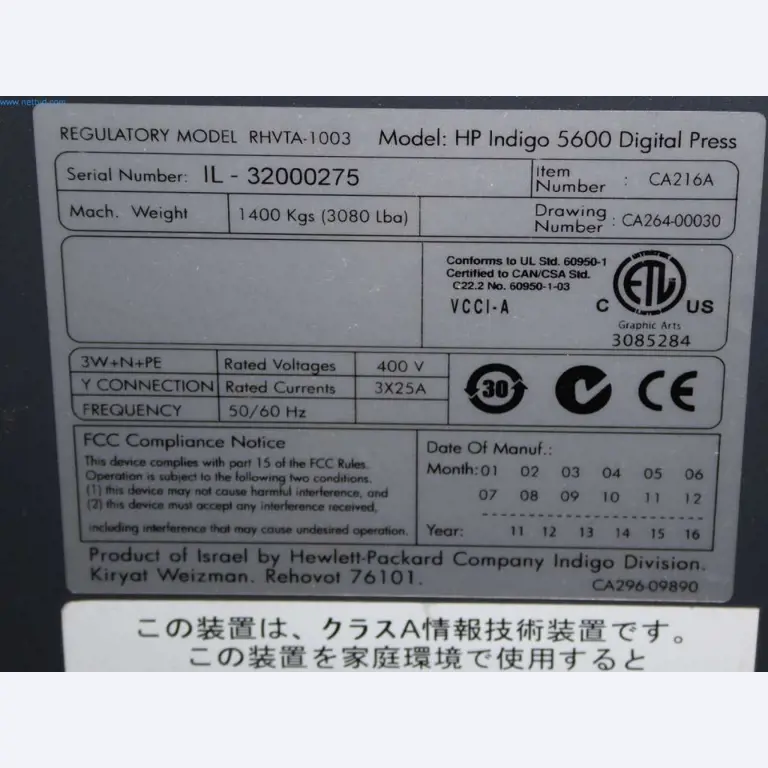 www.netbid.com
REGULATORY MODEL RHVTA-1003 Model: HP Indigo 5600 Digital Press
Serial Number: IL - 32000275 Item Number : CA216A
Mach. Weight 1400 Kgs (3080 Lba) Drawing Number : CA264-00030
Conforms to UL Std. 60950-1
Certified to CAN/CSA Std.
C22.2 No. 60950-1-03
VCCI-A
INTERTEK
ETL
LISTED
C US
Graphic Arts
3085284
3W+N+PE Rated Voltages 400 V
Y CONNECTION Rated Currents 3X25A
FREQUENCY 50/60 Hz
30
CE
FCC Compliance Notice
This device complies with part 15 of the FCC Rules.
Operation is subject to the following two conditions.
(1) this device may not cause harmful interference, and
(2) this device must accept any interference received,
including interference that may cause undesired operation.
Date Of Manuf.:
Month: 01 02 03 04 05 06
07 08 09 10 11 12
Year: 11 12 13 14 15 16
Product of Israel by Hewlett-Packard Company Indigo Division.
Kiryat Weizman. Rehovot 76101.
CA296-09890
この装置は、クラスA情報技術装置です。
この装置を家庭環境で使用すると